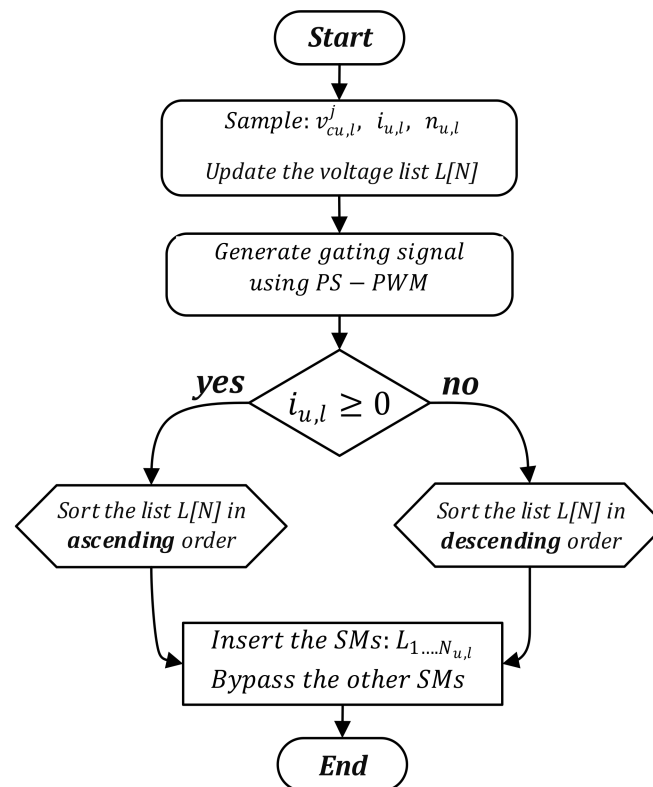 Start
Sample: v_{cu,l}^{j}, i_{u,l}, n_{u,l}
Update the voltage list L[N]
Generate gating signal
using PS − PWM
yes
no
i_{u,l} ≥ 0
Sort the list L[N] in
ascending order
Sort the list L[N] in
descending order
Insert the SMs: L_{1....N_{u,l}}
Bypass the other SMs
End